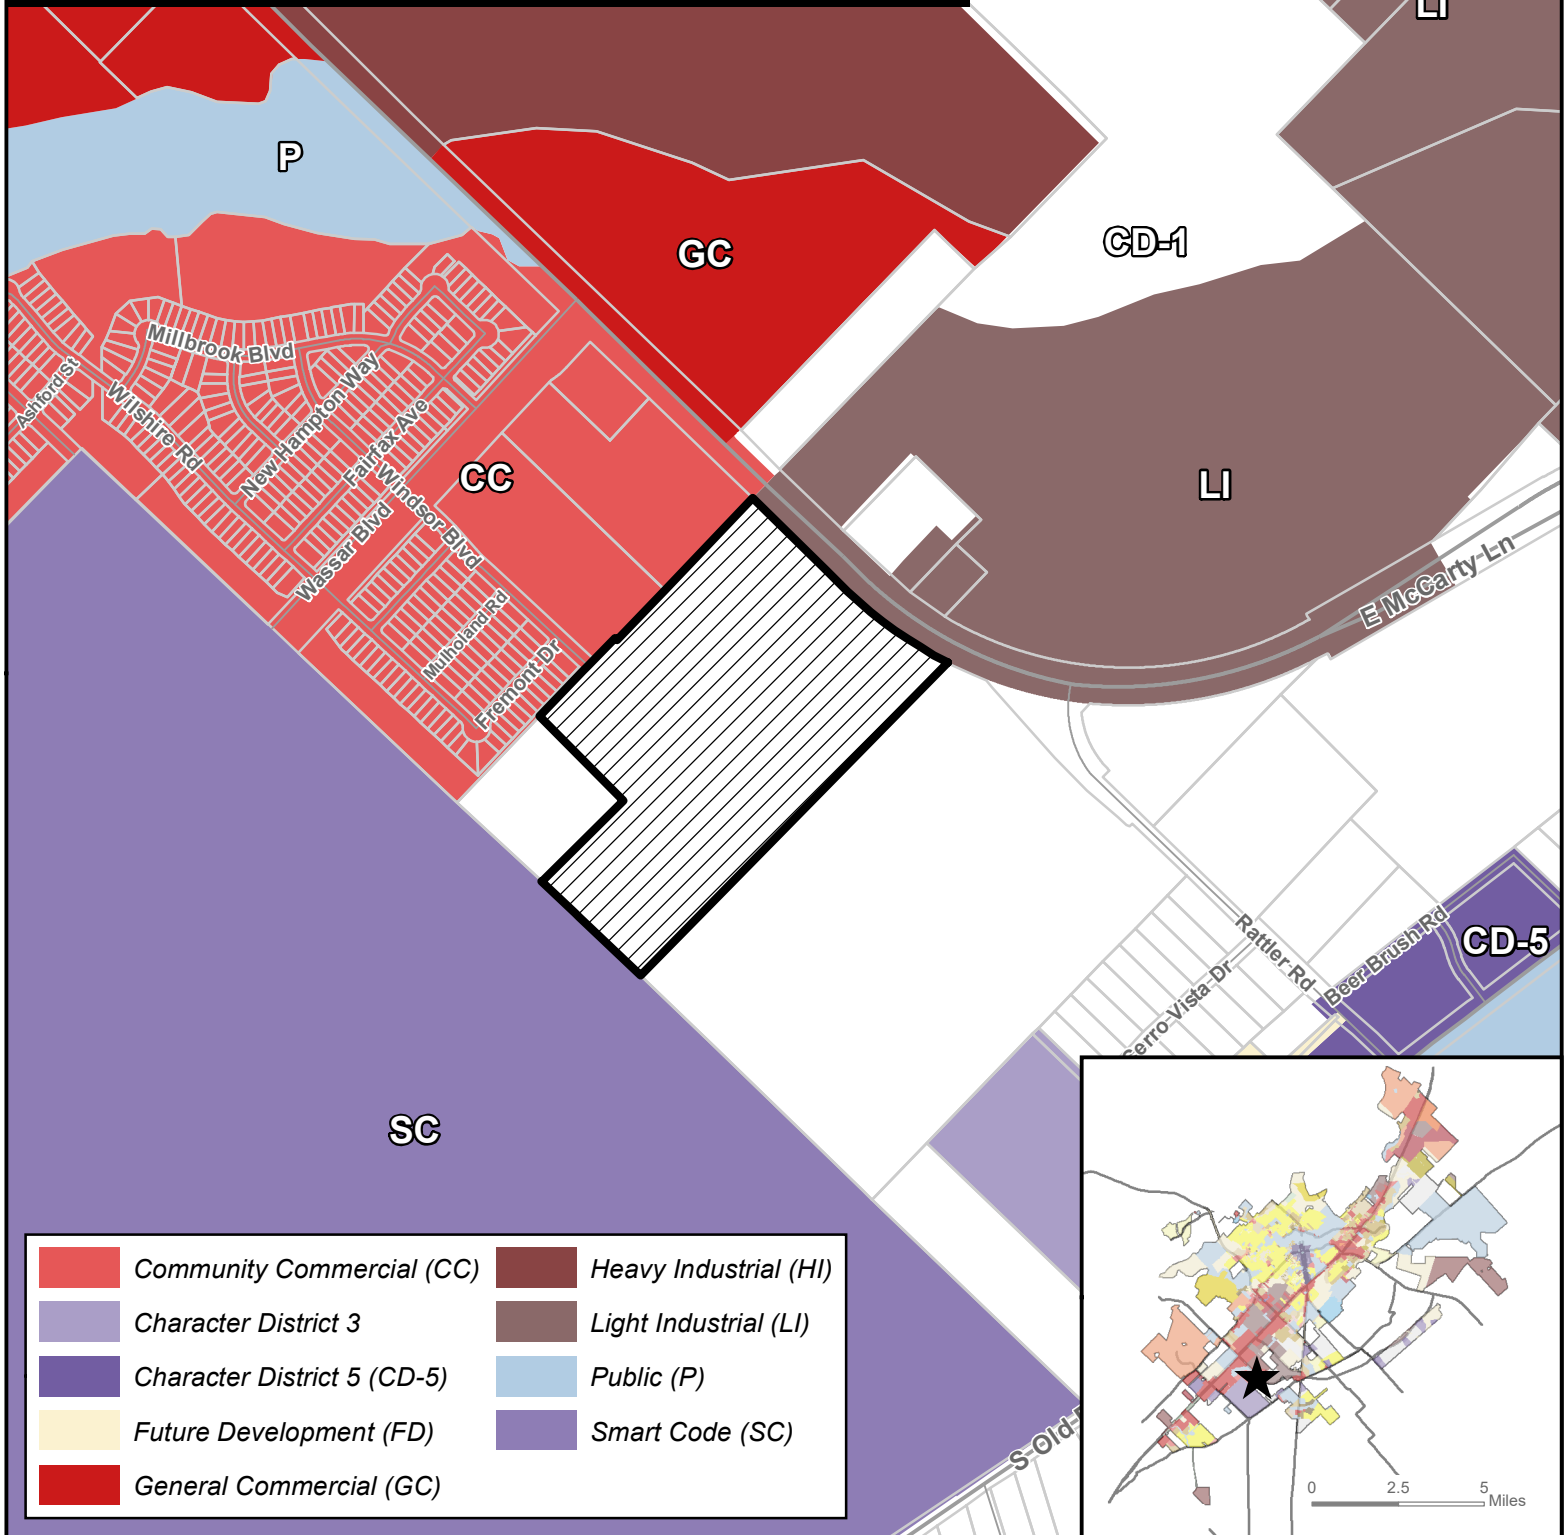 LI
P
GC
CD-1
Millbrook Blvd
Ashford St
Wilshire Rd
New Hampton Way
Fairfax Ave
CC
Windsor Blvd
LI
Wassar Blvd
E McCarty Ln
Mulholand Rd
Fremont Dr
Rattler Rd
Beer Brush Rd
CD-5
Cerro Vista Dr
SC
S Old
Community Commercial (CC)
Character District 3
Character District 5 (CD-5)
Future Development (FD)
General Commercial (GC)
Heavy Industrial (HI)
Light Industrial (LI)
Public (P)
Smart Code (SC)
0 2.5 5
Miles